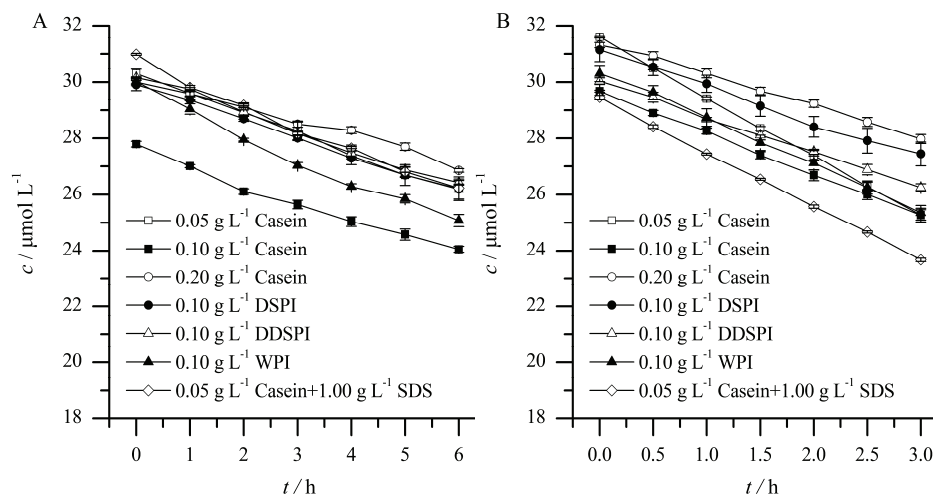 A
32
30
28
26
24
22
20
18
c / μmol L⁻¹
0.05 g L⁻¹ Casein
0.10 g L⁻¹ Casein
0.20 g L⁻¹ Casein
0.10 g L⁻¹ DSPI
0.10 g L⁻¹ DDSPI
0.10 g L⁻¹ WPI
0.05 g L⁻¹ Casein+1.00 g L⁻¹ SDS
0 1 2 3 4 5 6
t / h
B
32
30
28
26
24
22
20
18
c / μmol L⁻¹
0.05 g L⁻¹ Casein
0.10 g L⁻¹ Casein
0.20 g L⁻¹ Casein
0.10 g L⁻¹ DSPI
0.10 g L⁻¹ DDSPI
0.10 g L⁻¹ WPI
0.05 g L⁻¹ Casein+1.00 g L⁻¹ SDS
0.0 0.5 1.0 1.5 2.0 2.5 3.0
t / h